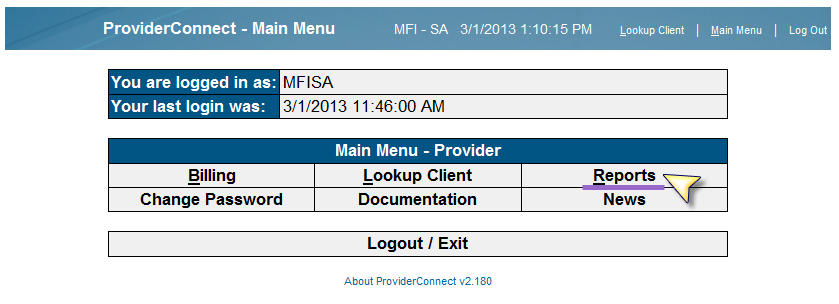 ProviderConnect - Main Menu MFI - SA 3/1/2013 1:10:15 PM Lookup Client | Main Menu | Log Out
You are logged in as: MFISA
Your last login was: 3/1/2013 11:46:00 AM
Main Menu - Provider
Billing Lookup Client Reports
Change Password Documentation News
Logout / Exit
About ProviderConnect v2.180